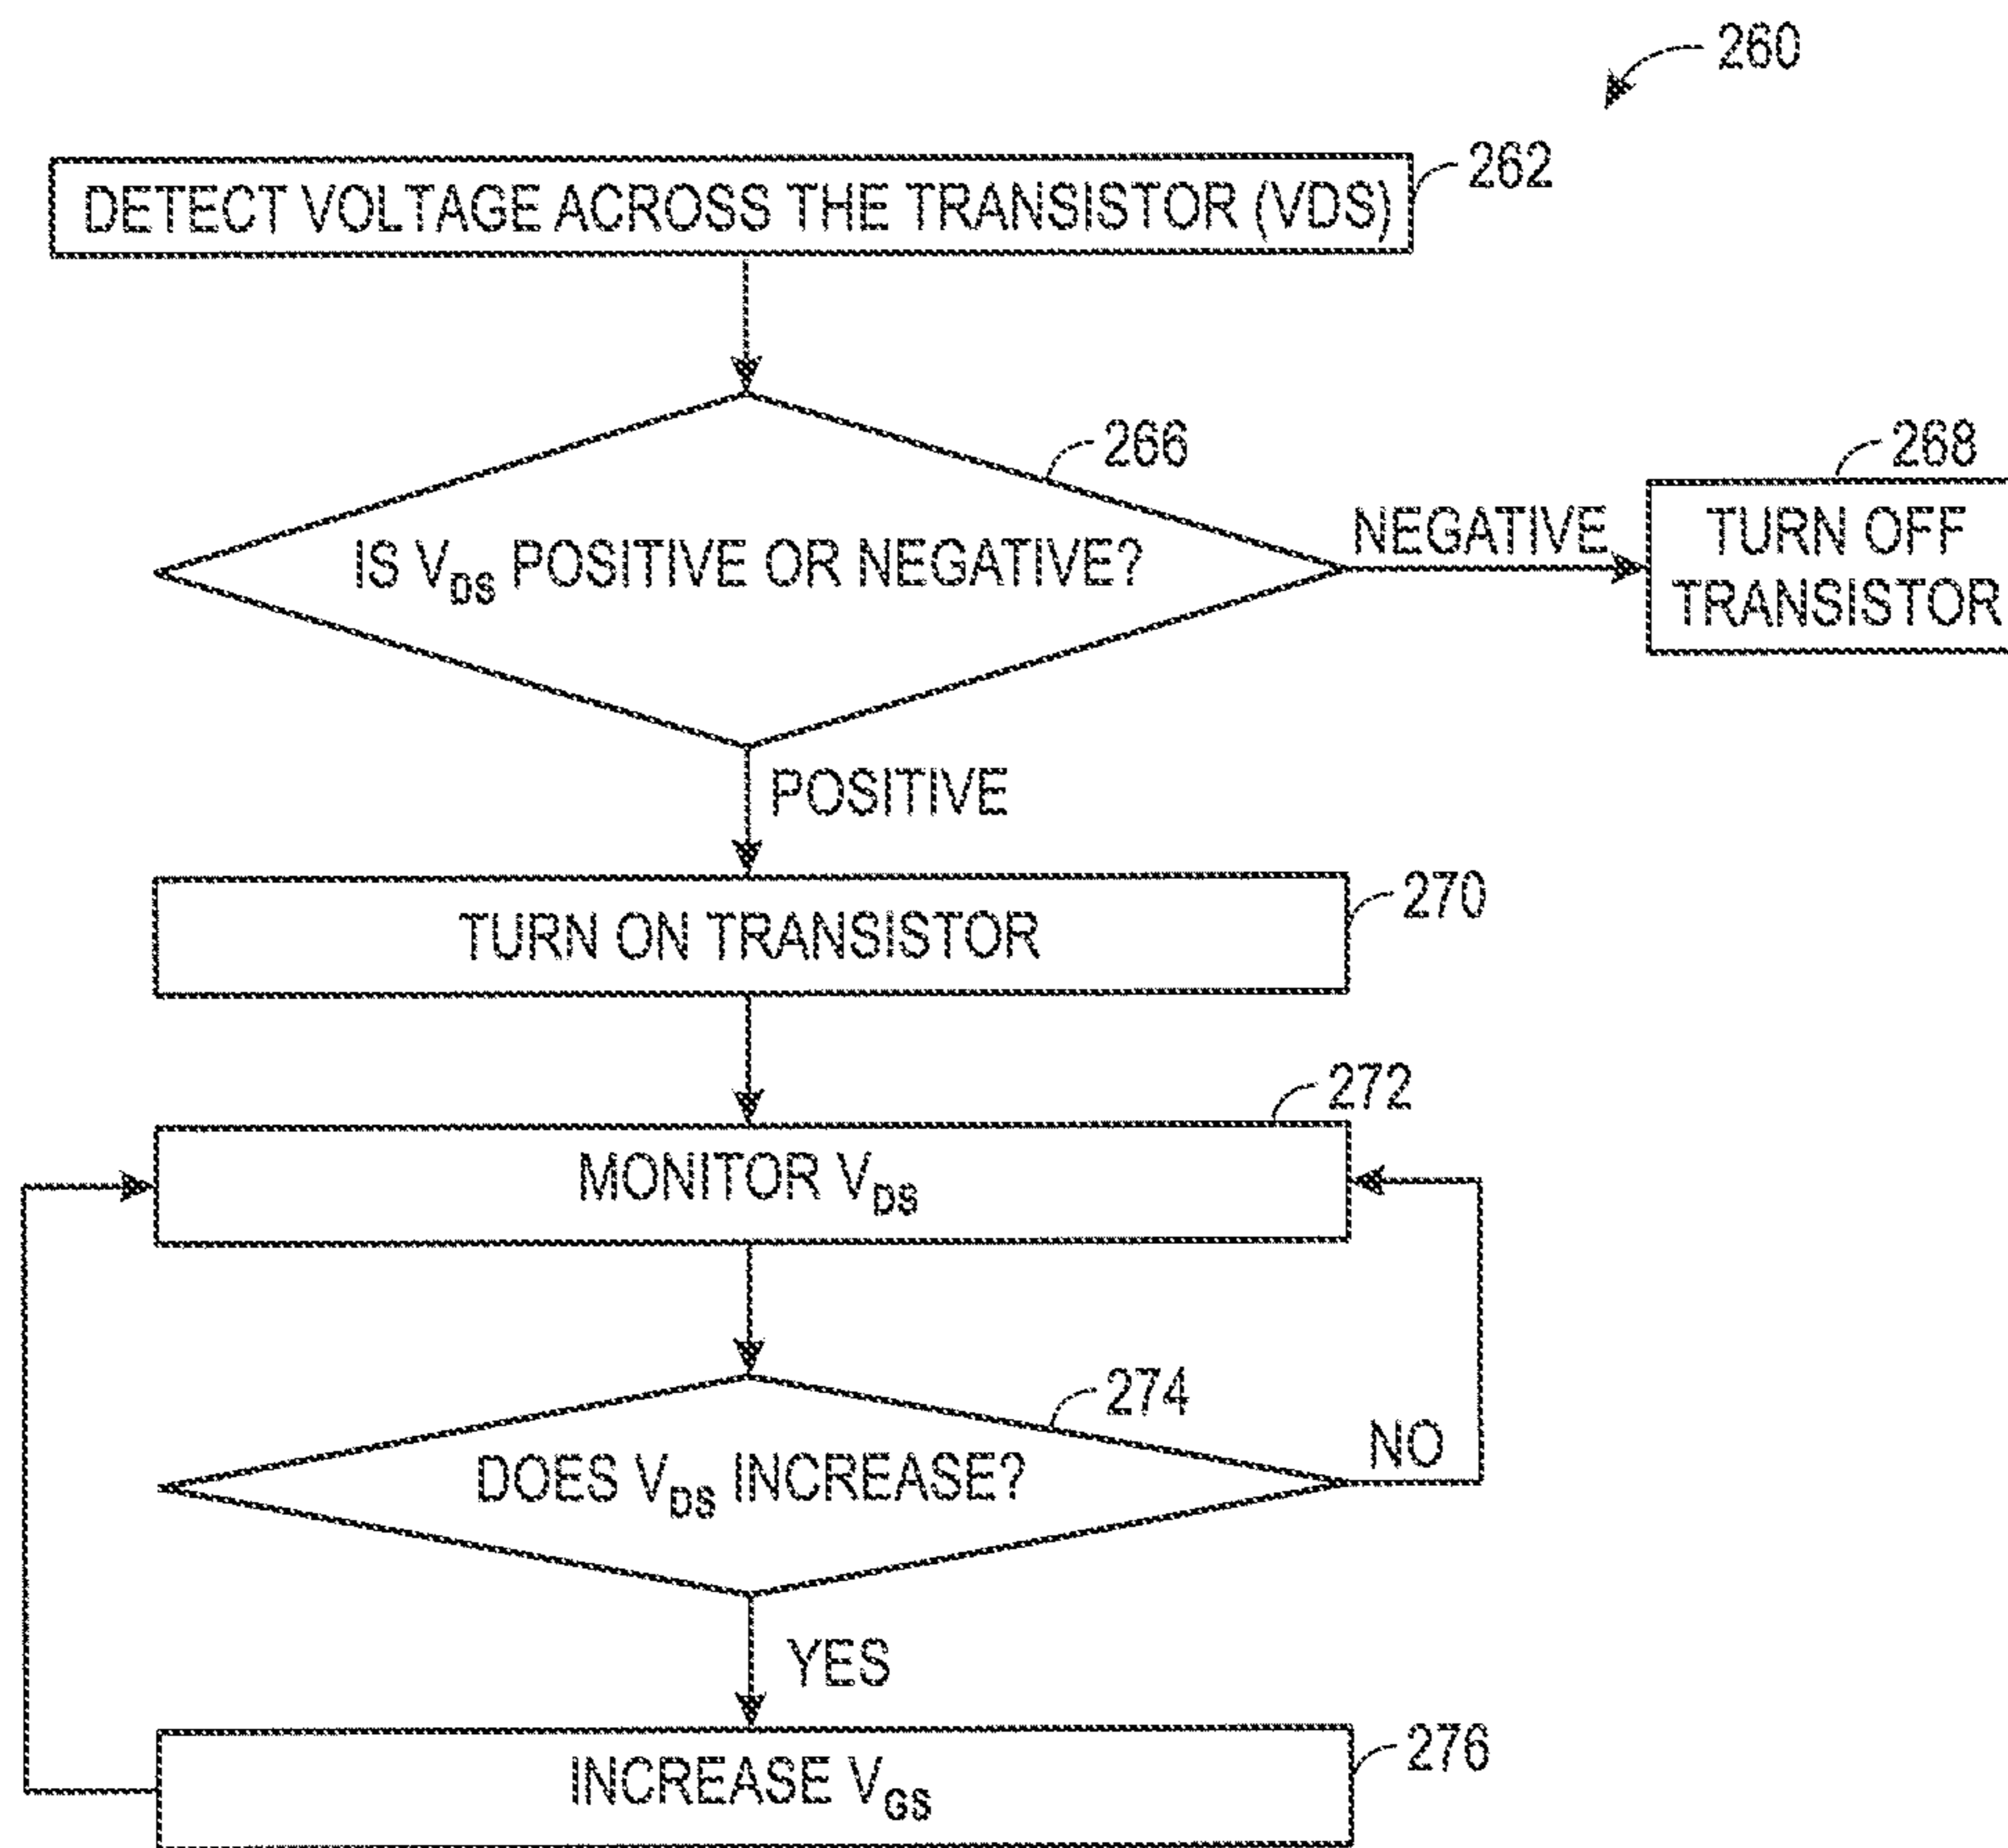 260
DETECT VOLTAGE ACROSS THE TRANSISTOR (VDS)
262
266
IS VDS POSITIVE OR NEGATIVE?
NEGATIVE
268
TURN OFF
TRANSISTOR
POSITIVE
TURN ON TRANSISTOR
270
272
MONITOR VDS
274
DOES VDS INCREASE?
NO
YES
INCREASE VGS
276